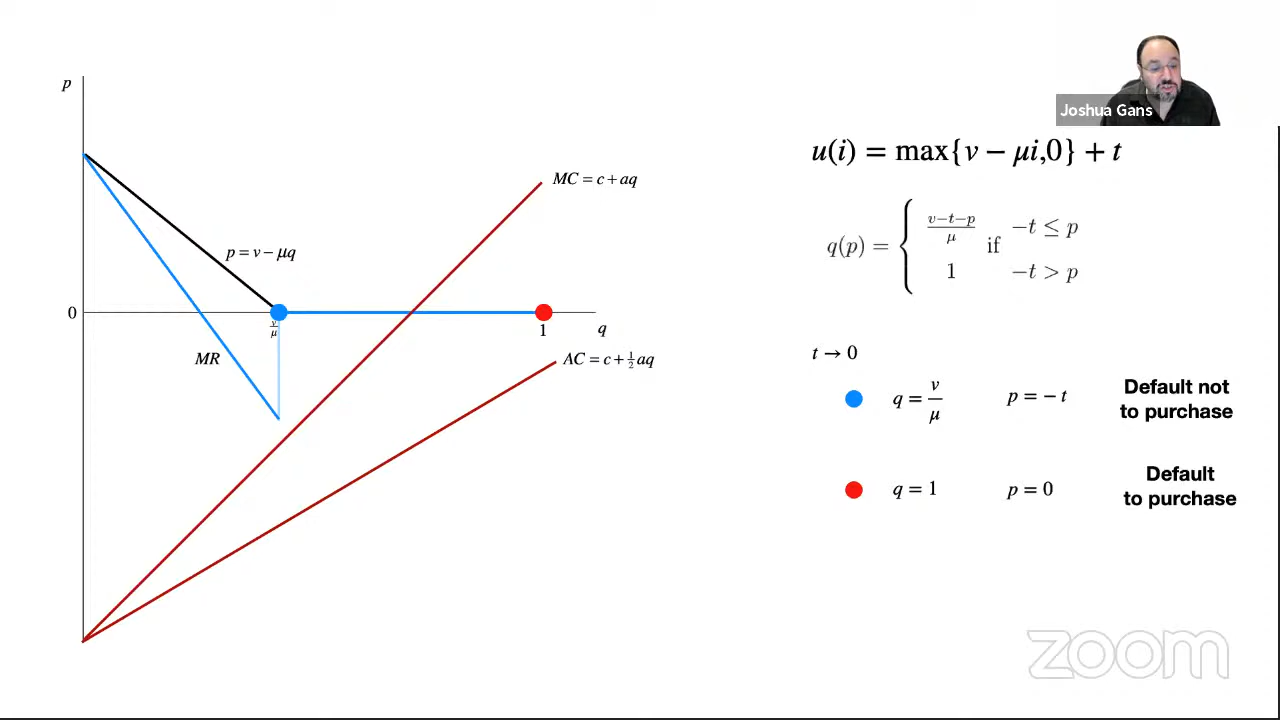 Joshua Gans
p
MC = c + aq
u(i) = max{v − μi,0} + t
p = v − μq
q(p) = { (v−t−p)/μ if −t ≤ p
1 −t > p
0
v/μ
1
q
MR
AC = c + ½aq
t → 0
q = v/μ p = − t Default not
to purchase
q = 1 p = 0 Default
to purchase
zoom